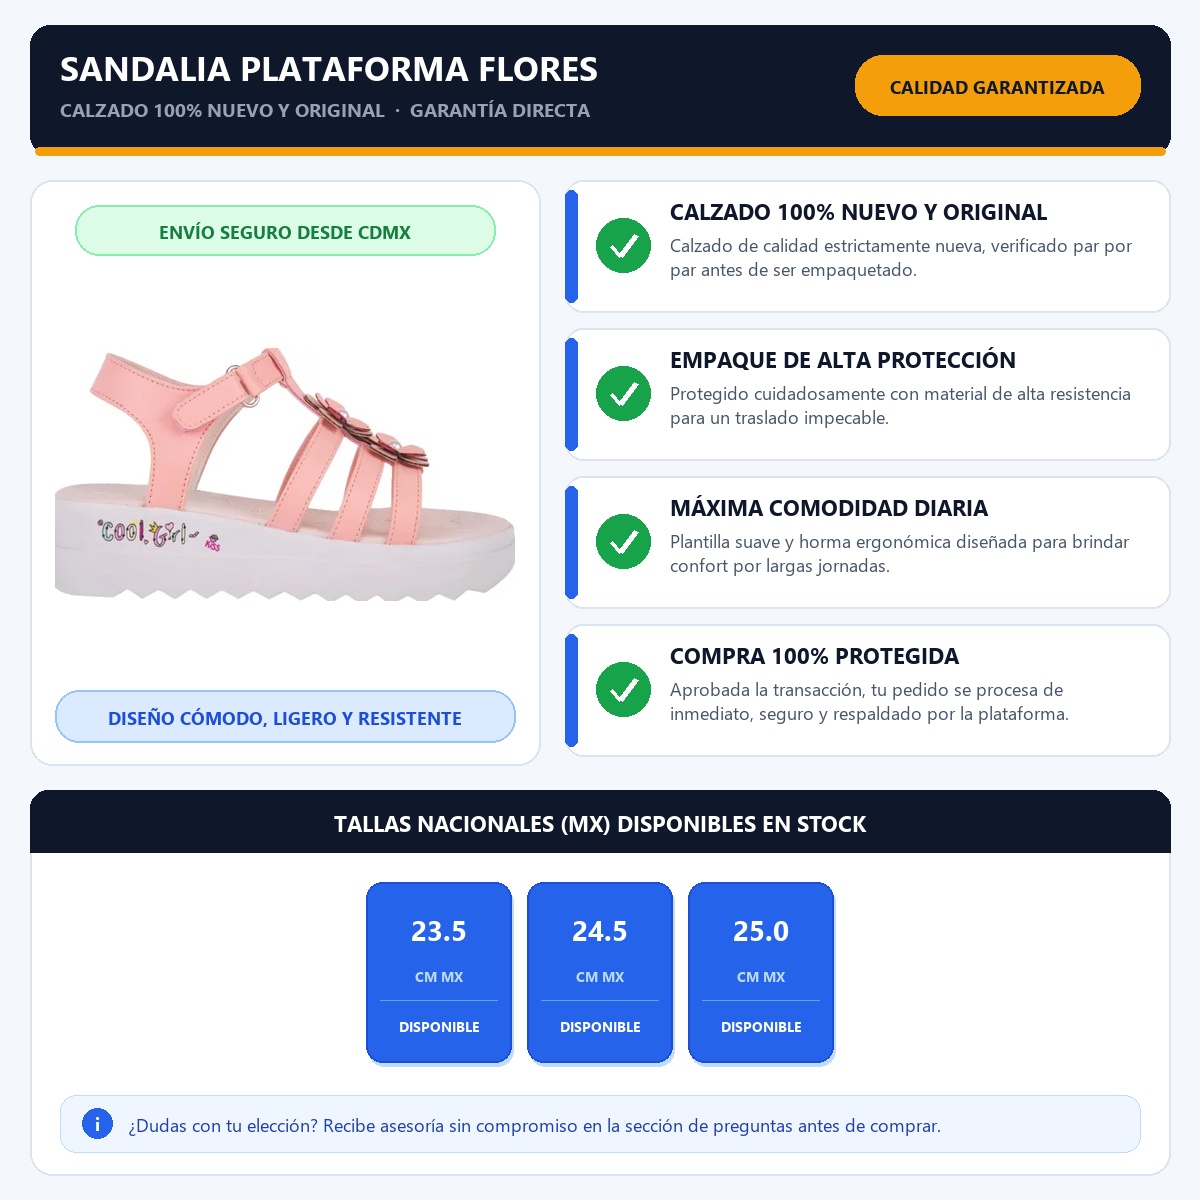 SANDALIA PLATAFORMA FLORES
CALZADO 100% NUEVO Y ORIGINAL · GARANTÍA DIRECTA
CALIDAD GARANTIZADA
ENVÍO SEGURO DESDE CDMX
COOL Girl
KISS
DISEÑO CÓMODO, LIGERO Y RESISTENTE
CALZADO 100% NUEVO Y ORIGINAL
Calzado de calidad estrictamente nueva, verificado par por
par antes de ser empaquetado.
EMPAQUE DE ALTA PROTECCIÓN
Protegido cuidadosamente con material de alta resistencia
para un traslado impecable.
MÁXIMA COMODIDAD DIARIA
Plantilla suave y horma ergonómica diseñada para brindar
confort por largas jornadas.
COMPRA 100% PROTEGIDA
Aprobada la transacción, tu pedido se procesa de
inmediato, seguro y respaldado por la plataforma.
TALLAS NACIONALES (MX) DISPONIBLES EN STOCK
23.5
CM MX
DISPONIBLE
24.5
CM MX
DISPONIBLE
25.0
CM MX
DISPONIBLE
¿Dudas con tu elección? Recibe asesoría sin compromiso en la sección de preguntas antes de comprar.